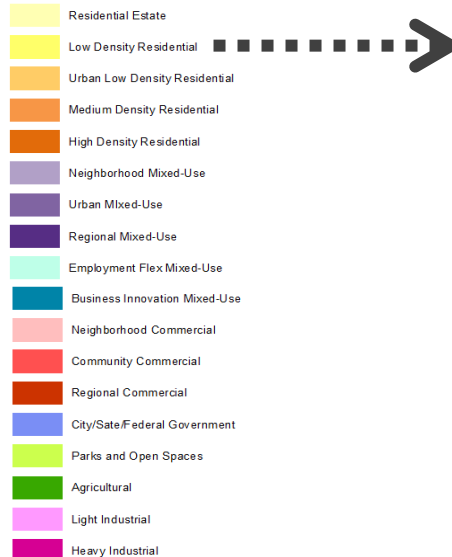 Residential Estate
Low Density Residential
Urban Low Density Residential
Medium Density Residential
High Density Residential
Neighborhood Mixed-Use
Urban MIxed-Use
Regional Mixed-Use
Employment Flex Mixed-Use
Business Innovation Mixed-Use
Neighborhood Commercial
Community Commercial
Regional Commercial
City/Sate/Federal Government
Parks and Open Spaces
Agricultural
Light Industrial
Heavy Industrial